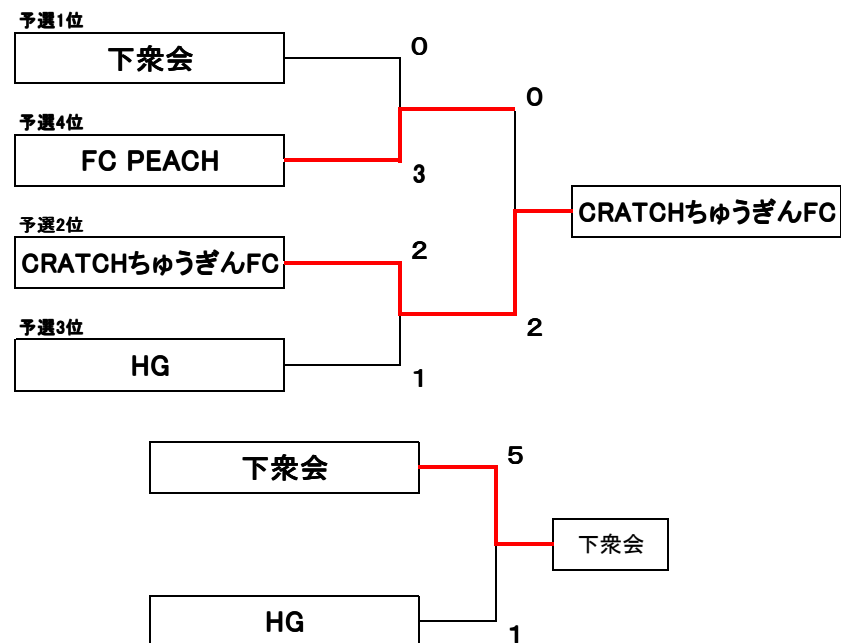 予選1位
下衆会
0
0
予選4位
FC PEACH
3
CRATCHちゅうぎんFC
予選2位
CRATCHちゅうぎんFC
2
2
予選3位
HG
1
下衆会
5
下衆会
HG
1